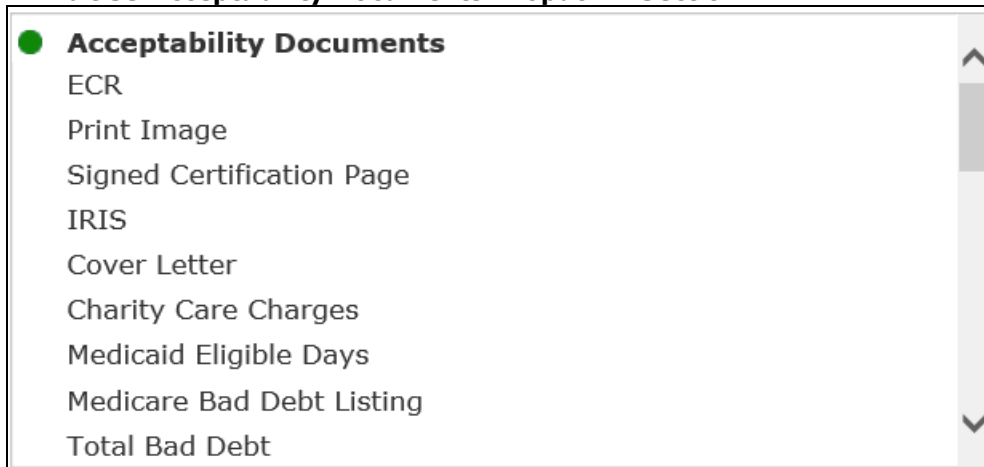 Acceptability Documents
ECR
Print Image
Signed Certification Page
IRIS
Cover Letter
Charity Care Charges
Medicaid Eligible Days
Medicare Bad Debt Listing
Total Bad Debt